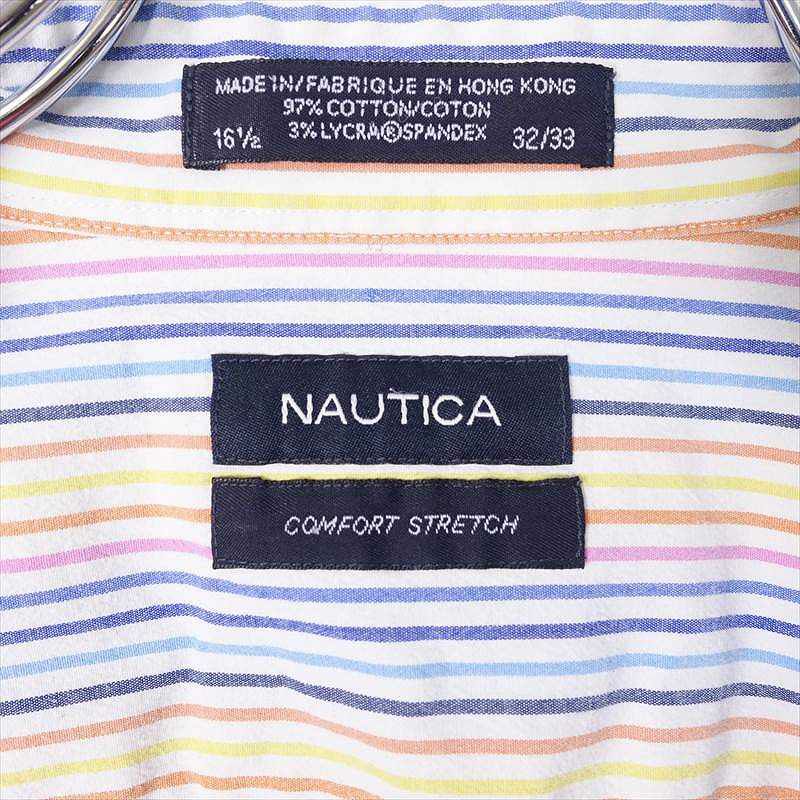 MADE IN/FABRIQUE EN HONG KONG
97% COTTON/COTON
16½ 3% LYCRA®SPANDEX 32/33
NAUTICA
COMFORT STRETCH